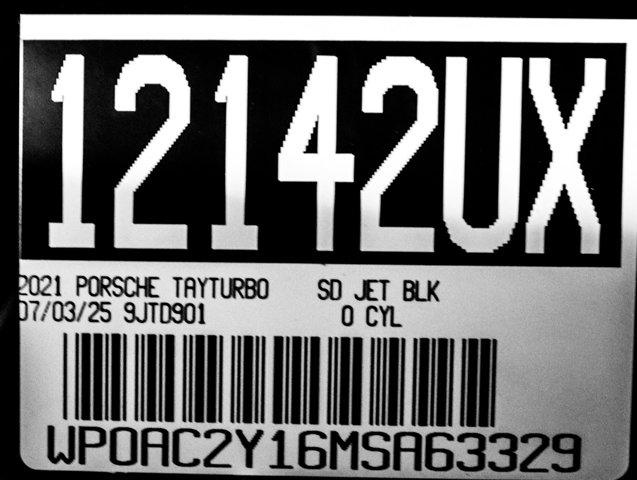 12142UX
2021 PORSCHE TAYTURBO SD JET BLK
07/03/25 9JTD901 0 CYL
WP0AC2Y16MSA63329